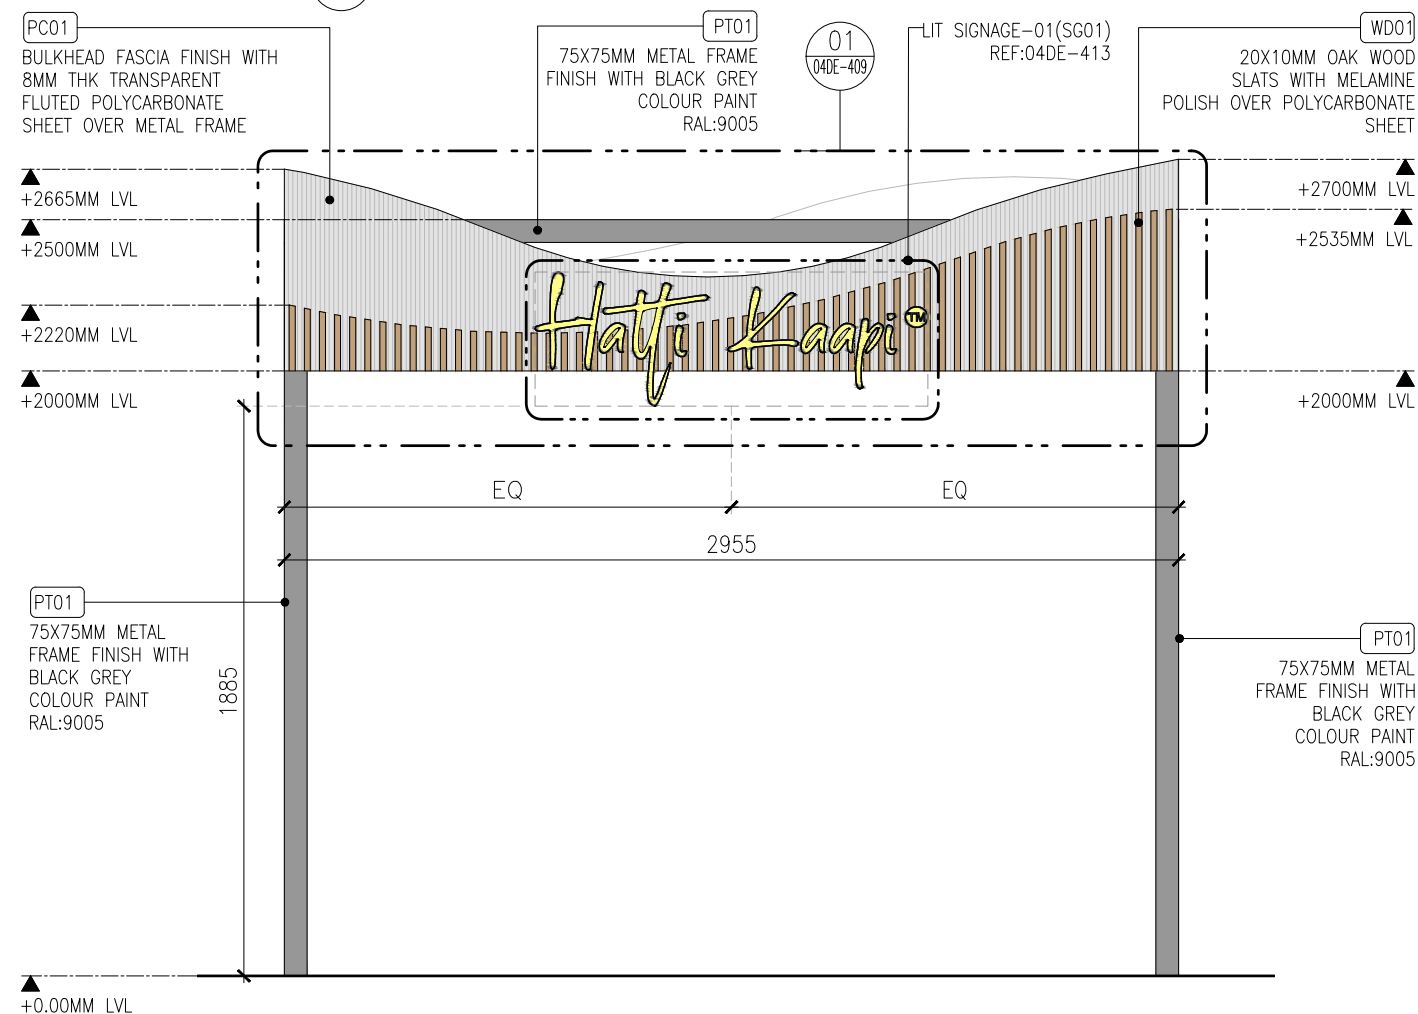 PC01
BULKHEAD FASCIA FINISH WITH
8MM THK TRANSPARENT
FLUTED POLYCARBONATE
SHEET OVER METAL FRAME
PT01
75X75MM METAL FRAME
FINISH WITH BLACK GREY
COLOUR PAINT
RAL:9005
01
04DE-409
LIT SIGNAGE-01(SG01)
REF:04DE-413
WD01
20X10MM OAK WOOD
SLATS WITH MELAMINE
POLISH OVER POLYCARBONATE
SHEET
+2665MM LVL
+2500MM LVL
+2220MM LVL
+2000MM LVL
+2700MM LVL
+2535MM LVL
+2000MM LVL
Hatti Kaapi™
EQ
EQ
2955
1885
PT01
75X75MM METAL
FRAME FINISH WITH
BLACK GREY
COLOUR PAINT
RAL:9005
PT01
75X75MM METAL
FRAME FINISH WITH
BLACK GREY
COLOUR PAINT
RAL:9005
+0.00MM LVL